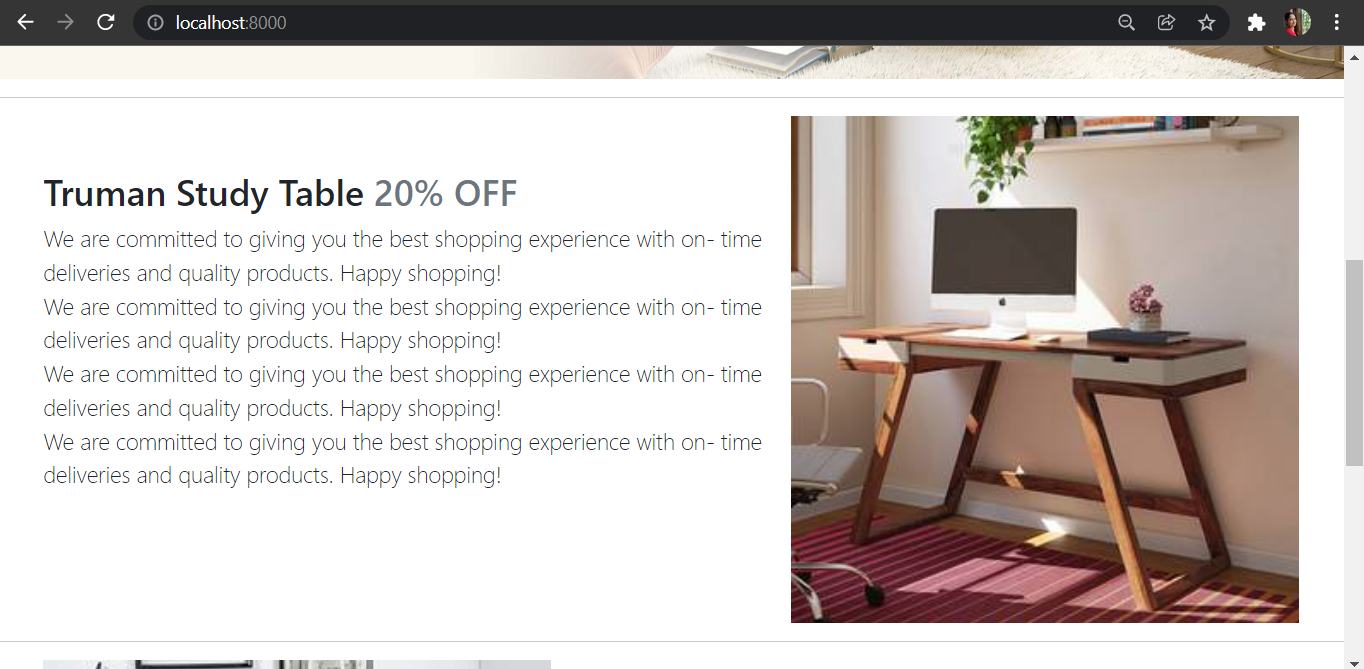 localhost:8000
Truman Study Table 20% OFF
We are committed to giving you the best shopping experience with on- time
deliveries and quality products. Happy shopping!
We are committed to giving you the best shopping experience with on- time
deliveries and quality products. Happy shopping!
We are committed to giving you the best shopping experience with on- time
deliveries and quality products. Happy shopping!
We are committed to giving you the best shopping experience with on- time
deliveries and quality products. Happy shopping!